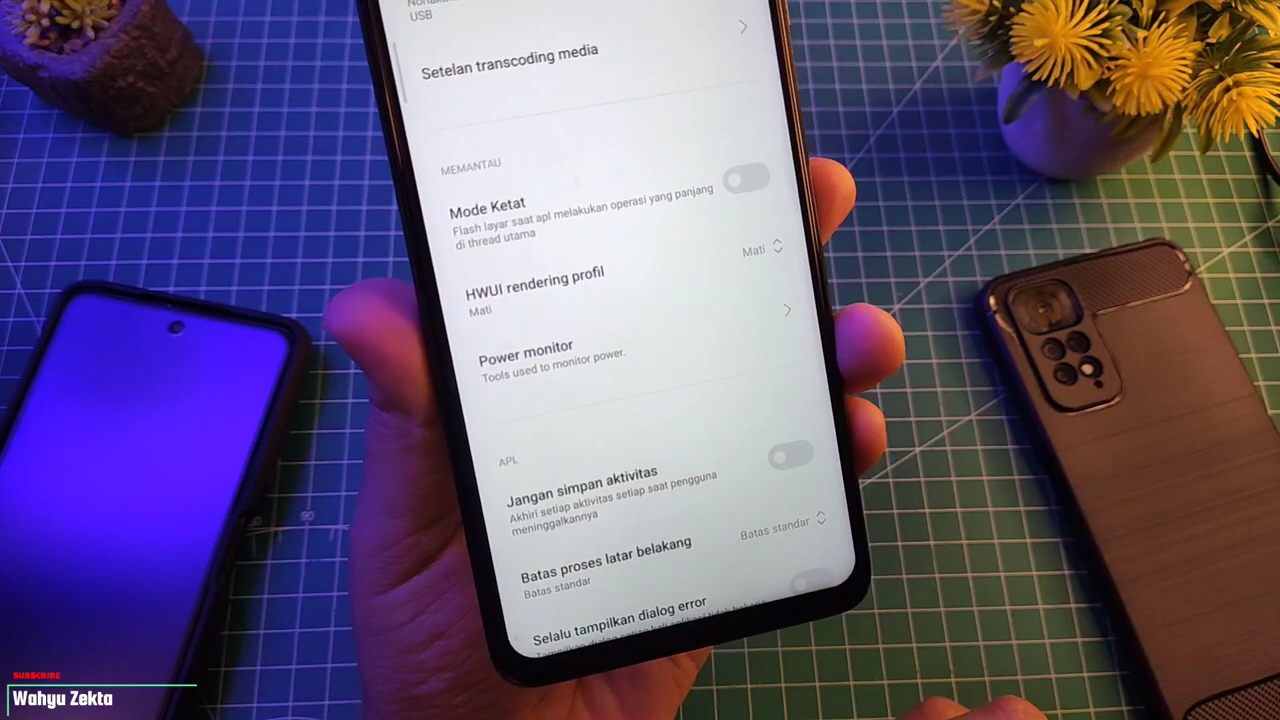 USB
Setelan transcoding media
MEMANTAU
Mode Ketat
Flash layar saat apl melakukan operasi yang panjang
di thread utama
HWUI rendering profil
Mati
Mati
Power monitor
Tools used to monitor power.
APL
Jangan simpan aktivitas
Akhiri setiap aktivitas setiap saat pengguna
meninggalkannya
Batas proses latar belakang
Batas standar
Batas standar
Selalu tampilkan dialog error
90
SUBSCRIBE
Wahyu Zekta